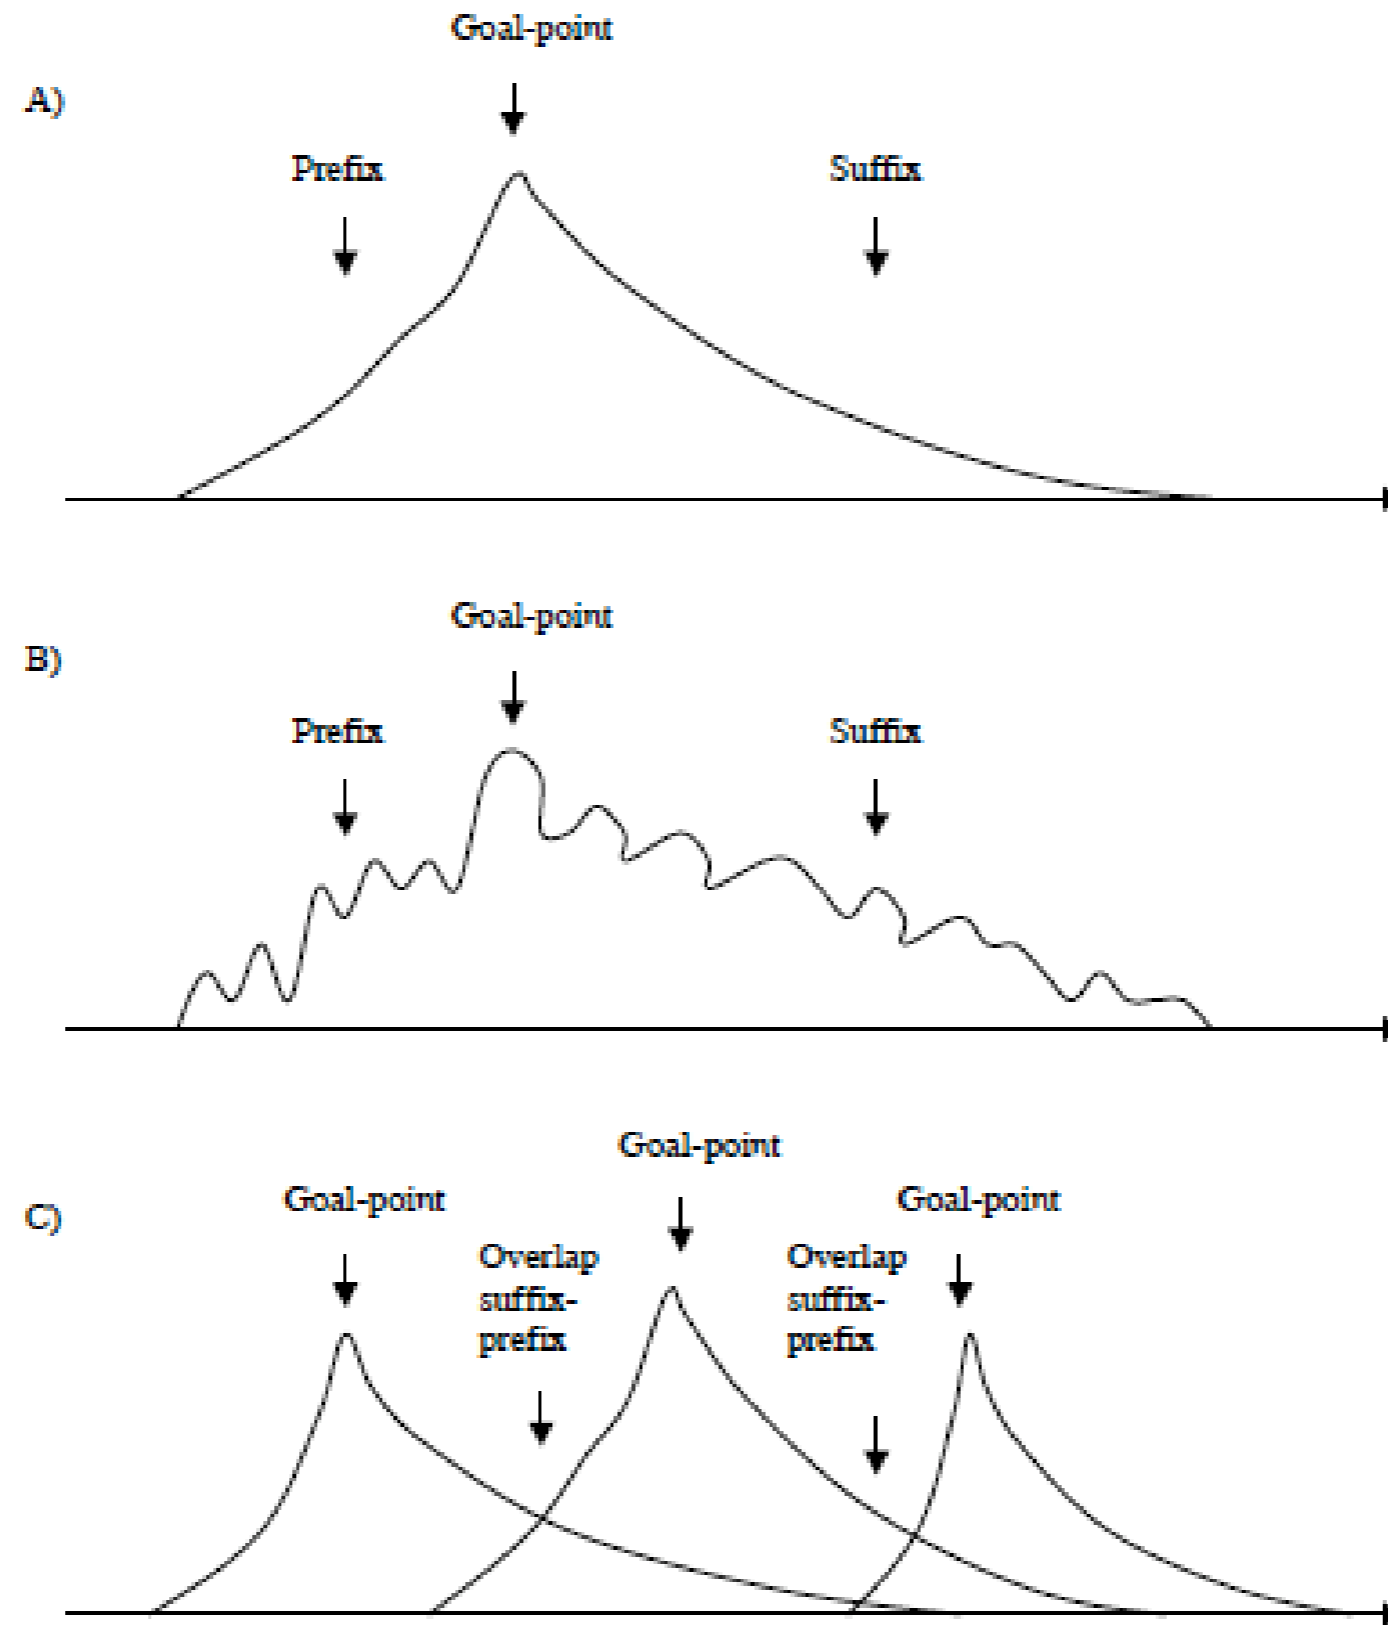 Goal-point
A)
Prefix
Suffix
Goal-point
B)
Prefix
Suffix
Goal-point
Goal-point
Goal-point
C)
Overlap
suffix-
prefix
Overlap
suffix-
prefix